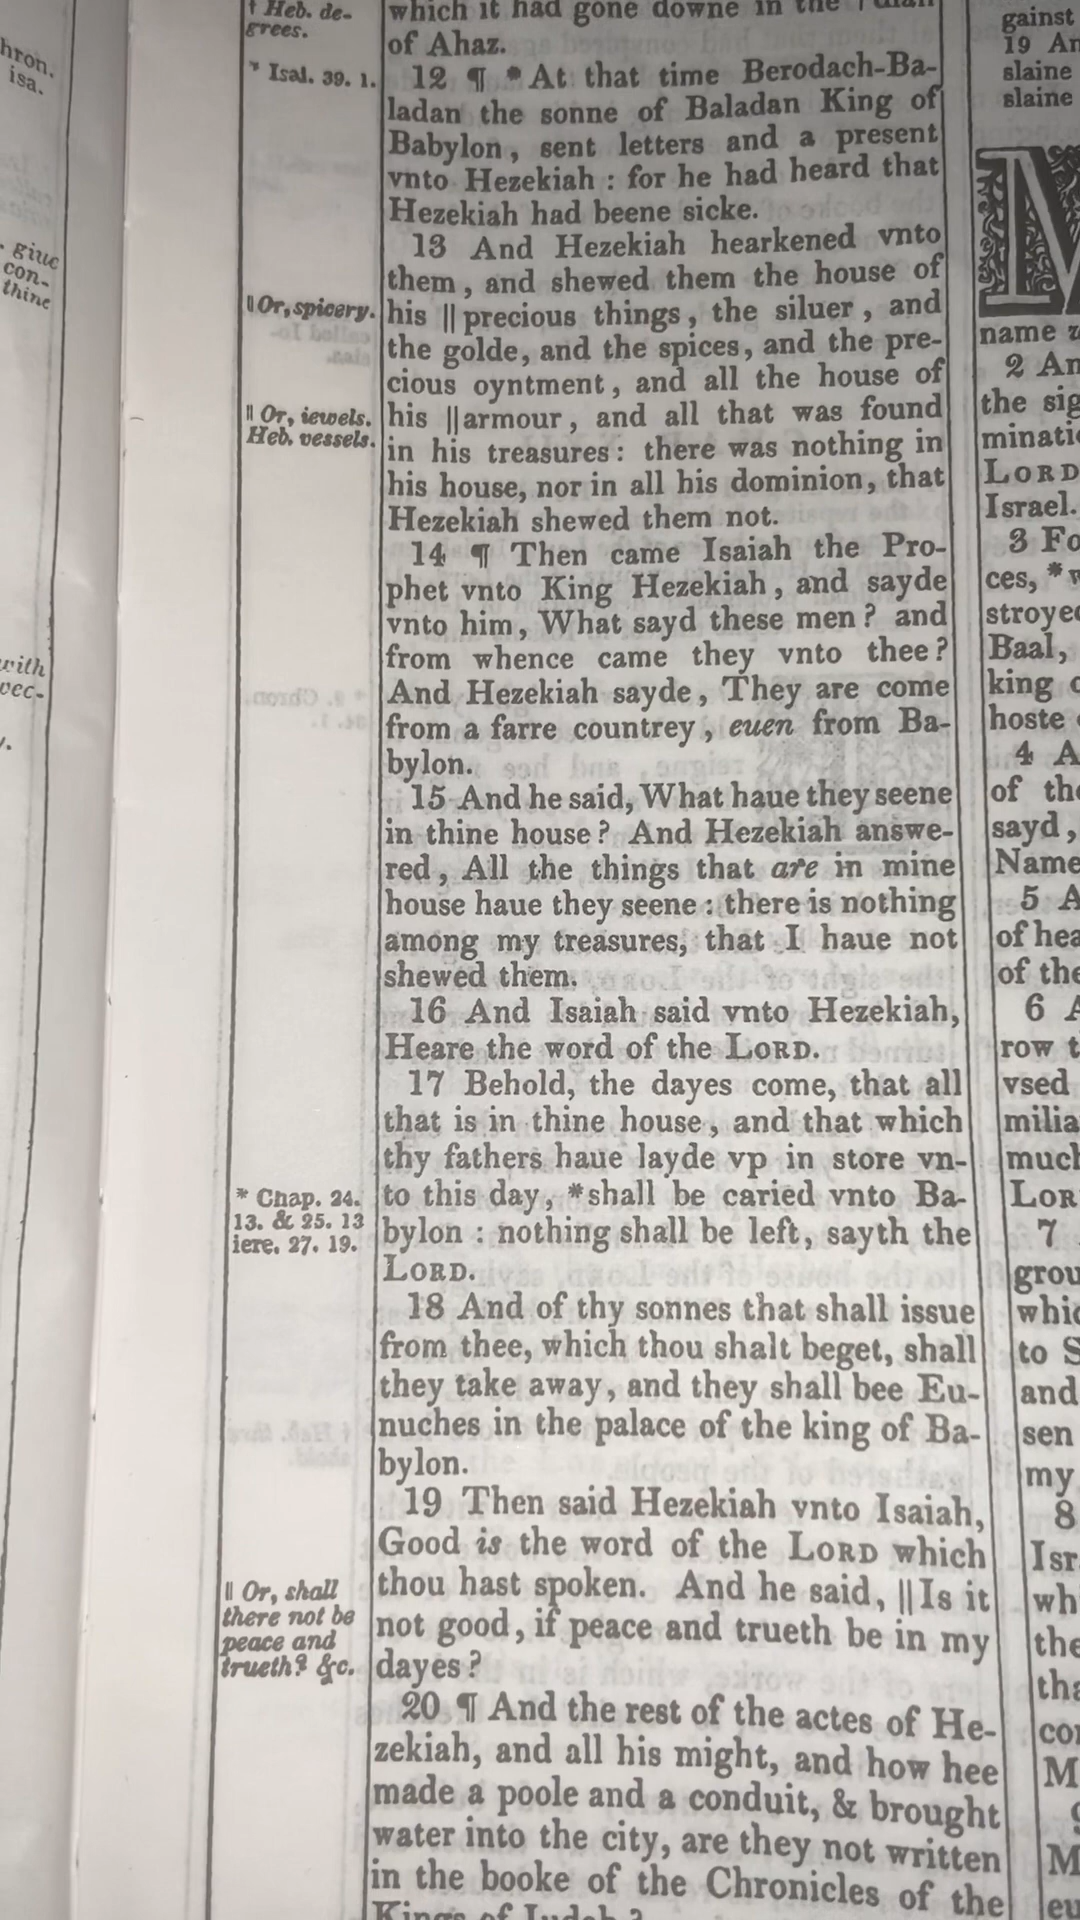 hron.
isa.
giue
con-
thine
with
vec-
† Heb. de-
grees.
* Isai. 39. 1.
‖ Or, spicery.
‖ Or, iewels.
Heb. vessels.
* Chap. 24.
13. & 25. 13
iere. 27. 19.
‖ Or, shall
there not be
peace and
trueth? &c.
which it had gone downe in the
of Ahaz.
12 ¶ * At that time Berodach-Ba-
ladan the sonne of Baladan King of
Babylon, sent letters and a present
vnto Hezekiah : for he had heard that
Hezekiah had beene sicke.
13 And Hezekiah hearkened vnto
them, and shewed them the house of
his ‖ precious things, the siluer, and
the golde, and the spices, and the pre-
cious oyntment, and all the house of
his ‖ armour, and all that was found
in his treasures: there was nothing in
his house, nor in all his dominion, that
Hezekiah shewed them not.
14 ¶ Then came Isaiah the Pro-
phet vnto King Hezekiah, and sayde
vnto him, What sayd these men? and
from whence came they vnto thee?
And Hezekiah sayde, They are come
from a farre countrey, euen from Ba-
bylon.
15 And he said, What haue they seene
in thine house? And Hezekiah answe-
red, All the things that are in mine
house haue they seene : there is nothing
among my treasures, that I haue not
shewed them.
16 And Isaiah said vnto Hezekiah,
Heare the word of the LORD.
17 Behold, the dayes come, that all
that is in thine house, and that which
thy fathers haue layde vp in store vn-
to this day, *shall be caried vnto Ba-
bylon : nothing shall be left, sayth the
LORD.
18 And of thy sonnes that shall issue
from thee, which thou shalt beget, shall
they take away, and they shall bee Eu-
nuches in the palace of the king of Ba-
bylon.
19 Then said Hezekiah vnto Isaiah,
Good is the word of the LORD which
thou hast spoken. And he said, ‖ Is it
not good, if peace and trueth be in my
dayes?
20 ¶ And the rest of the actes of He-
zekiah, and all his might, and how hee
made a poole and a conduit, & brought
water into the city, are they not written
in the booke of the Chronicles of the
Kings of Iudah?
gainst
19 An
slaine
slaine
M
name
2 An
the sig
minatio
LORD
Israel.
3 Fo
ces, *
stroyed
Baal,
king
hoste
4 A
of the
sayd,
Name
5 A
of hea
of the
6 A
row t
vsed
milia
much
LOR
7
grou
whic
to S
and
sen
my
8
Isr
wh
the
tha
con
M
M
eu